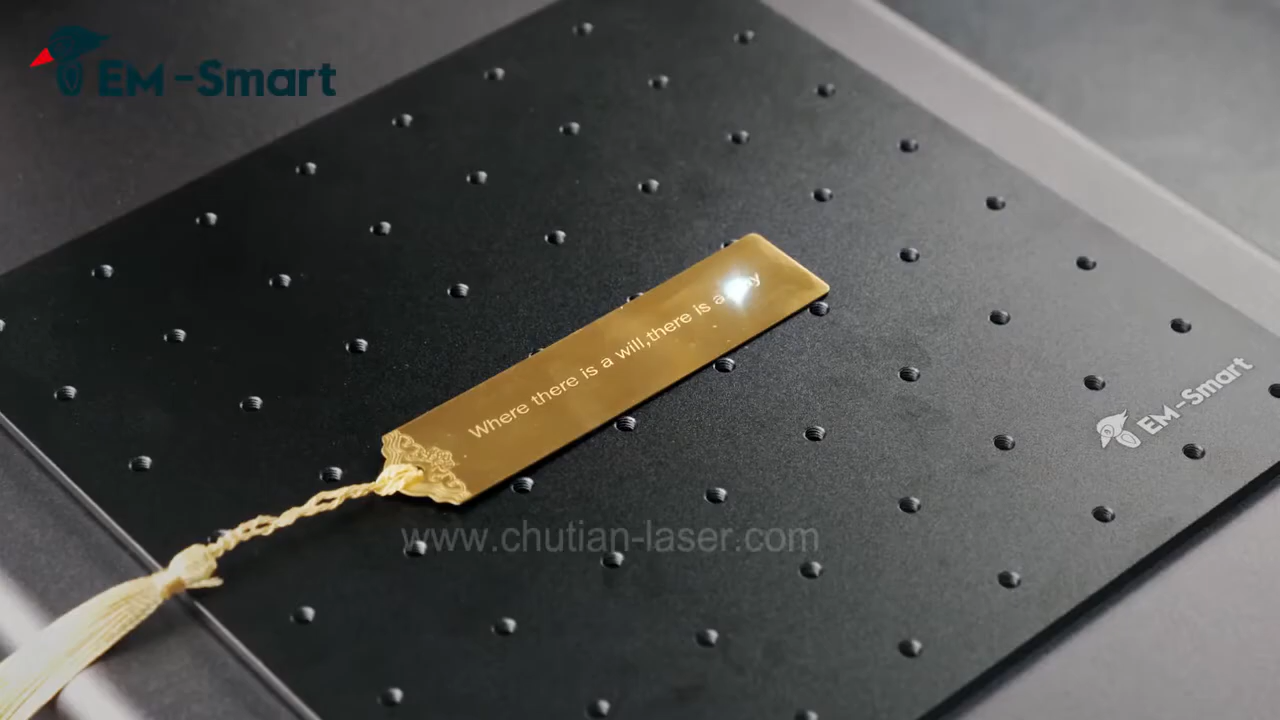 EM-Smart
Where there is a will,there is a
EM-Smart
www.chutian-laser.com